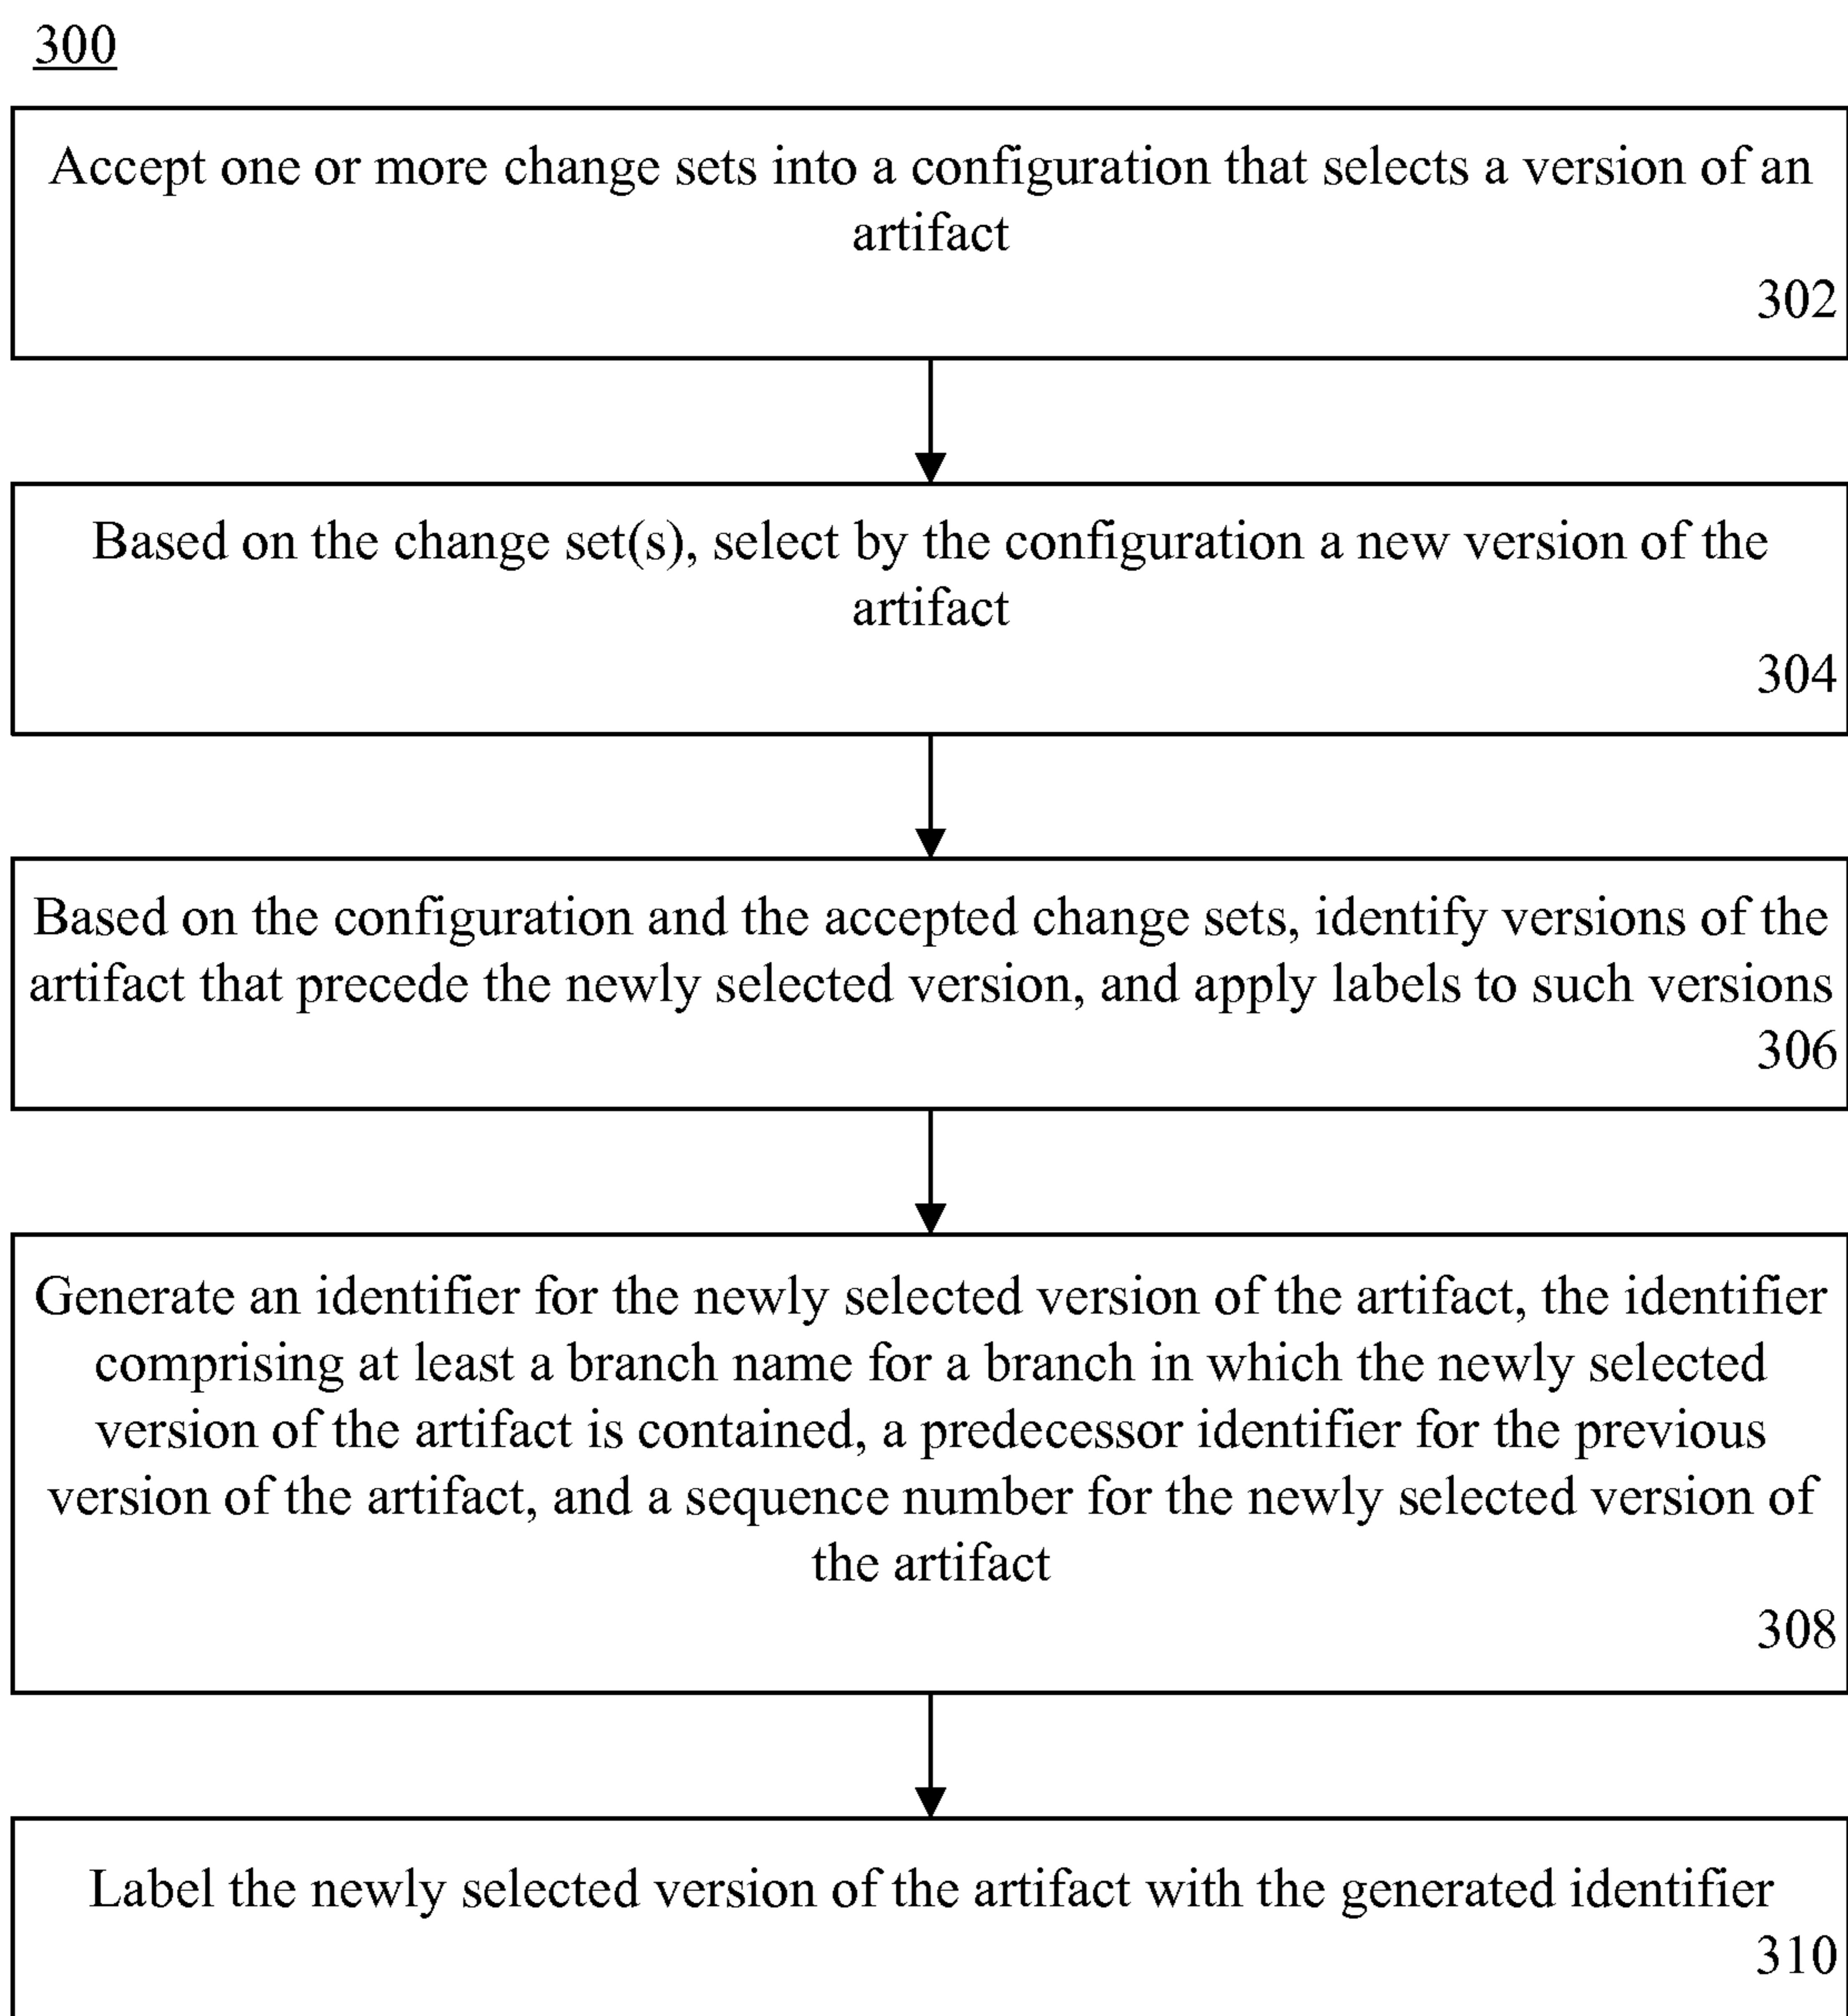 300
Accept one or more change sets into a configuration that selects a version of an
artifact
302
Based on the change set(s), select by the configuration a new version of the
artifact
304
Based on the configuration and the accepted change sets, identify versions of the
artifact that precede the newly selected version, and apply labels to such versions
306
Generate an identifier for the newly selected version of the artifact, the identifier
comprising at least a branch name for a branch in which the newly selected
version of the artifact is contained, a predecessor identifier for the previous
version of the artifact, and a sequence number for the newly selected version of
the artifact
308
Label the newly selected version of the artifact with the generated identifier
310